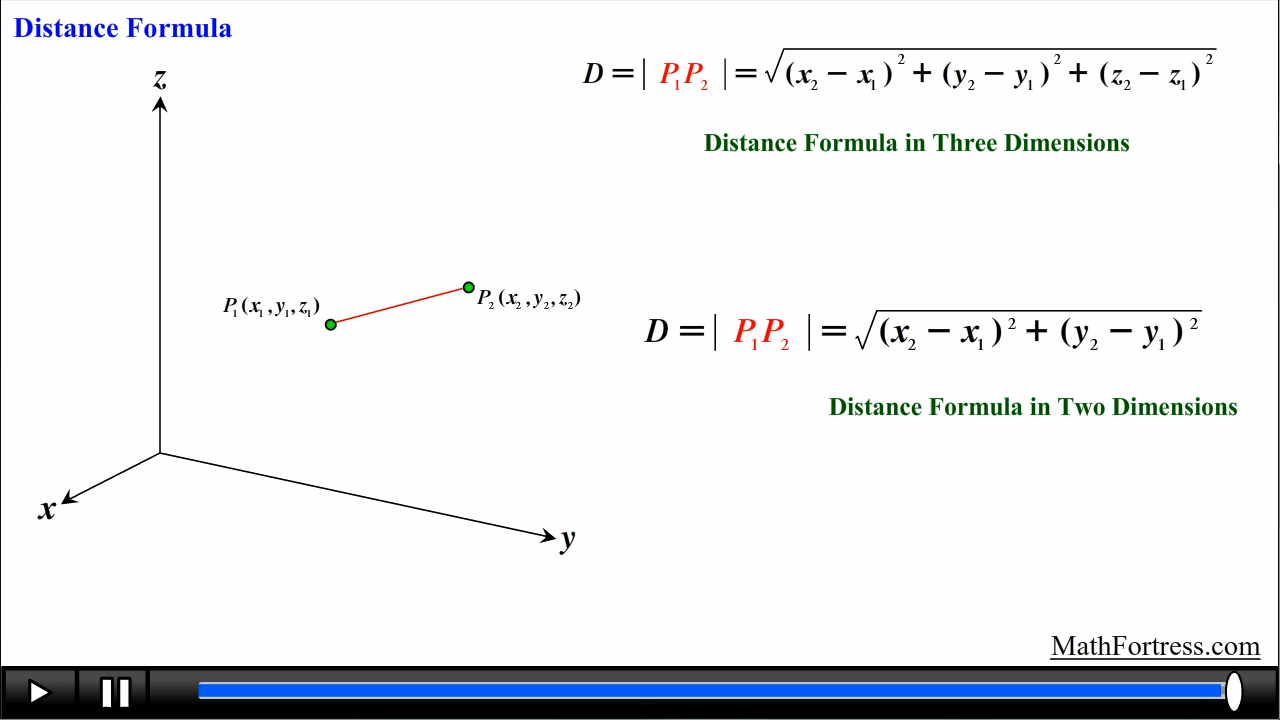 Distance Formula
D = | P₁P₂ | = √((x₂ − x₁)² + (y₂ − y₁)² + (z₂ − z₁)²)
Distance Formula in Three Dimensions
z
P₁(x₁, y₁, z₁)
P₂(x₂, y₂, z₂)
D = | P₁P₂ | = √((x₂ − x₁)² + (y₂ − y₁)²)
Distance Formula in Two Dimensions
x
y
MathFortress.com